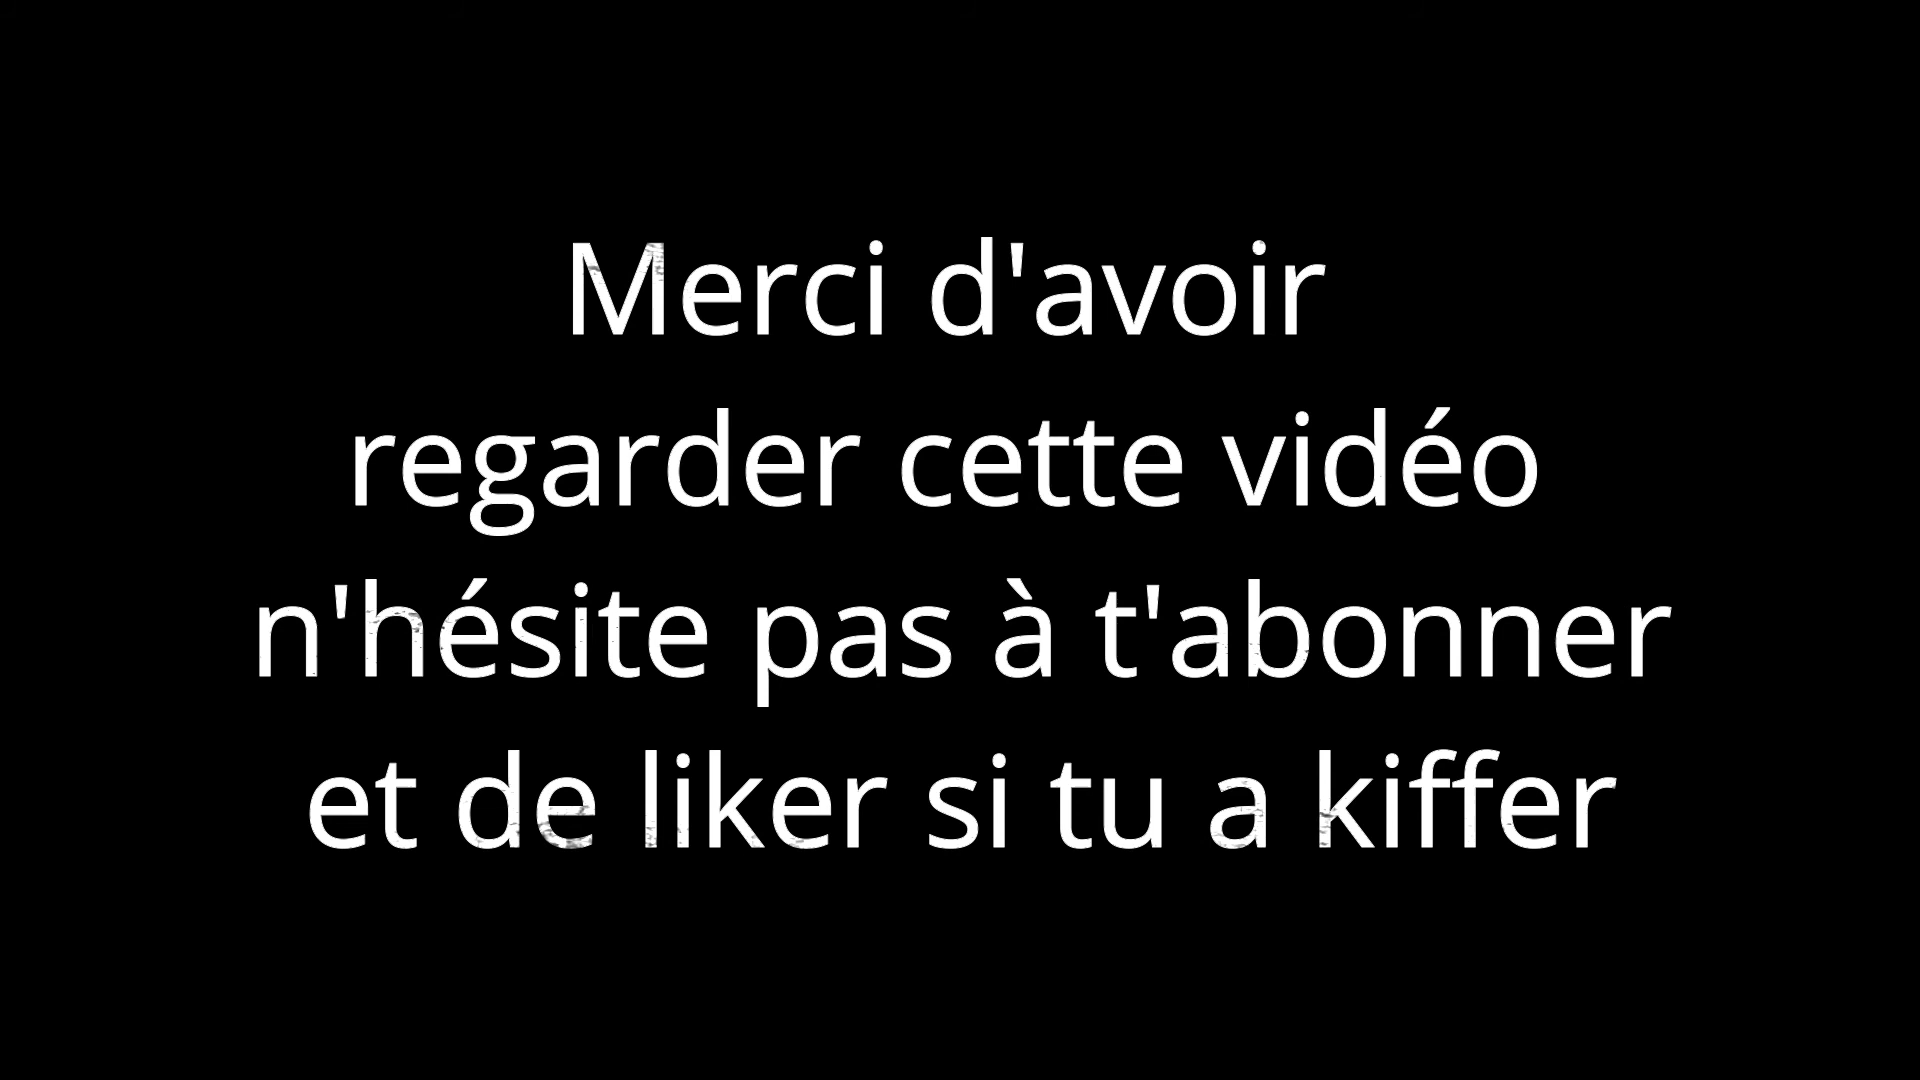 Merci d'avoir
regarder cette vidéo
n'hésite pas à t'abonner
et de liker si tu a kiffer